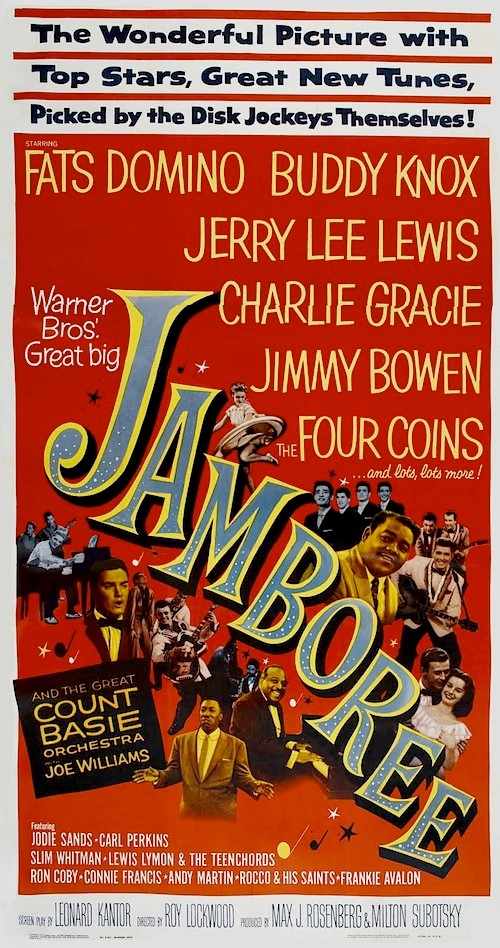 The Wonderful Picture with
Top Stars, Great New Tunes,
Picked by the Disk Jockeys Themselves!
STARRING
FATS DOMINO BUDDY KNOX
JERRY LEE LEWIS
CHARLIE GRACIE
Warner
Bros'.
Great big
JAMBOREE
JIMMY BOWEN
THE FOUR COINS
...and lots, lots more!
AND THE GREAT
COUNT
BASIE
ORCHESTRA
WITH
JOE WILLIAMS
Featuring
JODIE SANDS ★ CARL PERKINS
SLIM WHITMAN ★ LEWIS LYMON & THE TEENCHORDS
RON COBY ★ CONNIE FRANCIS ★ ANDY MARTIN ★ ROCCO & HIS SAINTS ★ FRANKIE AVALON
SCREEN PLAY BY LEONARD KANTOR DIRECTED BY ROY LOCKWOOD PRODUCED BY MAX J. ROSENBERG & MILTON SUBOTSKY